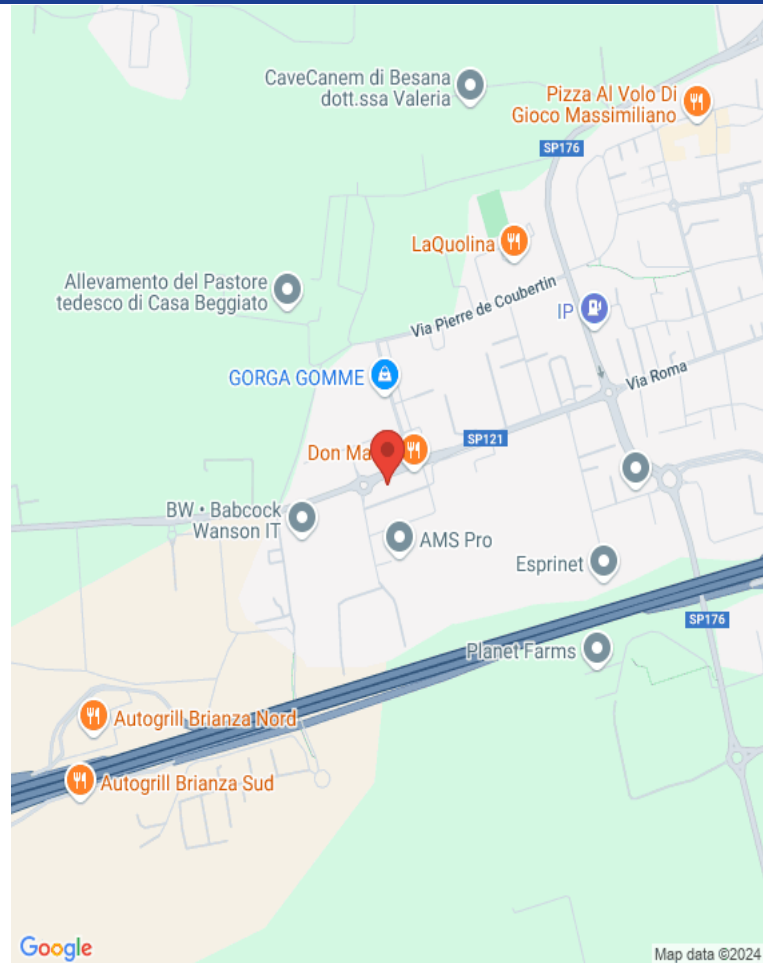 CaveCanem di Besana
dott.ssa Valeria
Pizza Al Volo Di
Gioco Massimiliano
SP176
LaQuolina
Allevamento del Pastore
tedesco di Casa Beggiato
Via Pierre de Coubertin
IP
GORGA GOMME
Via Roma
Don Ma
SP121
BW • Babcock
Wanson IT
AMS Pro
Esprinet
SP176
Planet Farms
Autogrill Brianza Nord
Autogrill Brianza Sud
Google
Map data ©2024